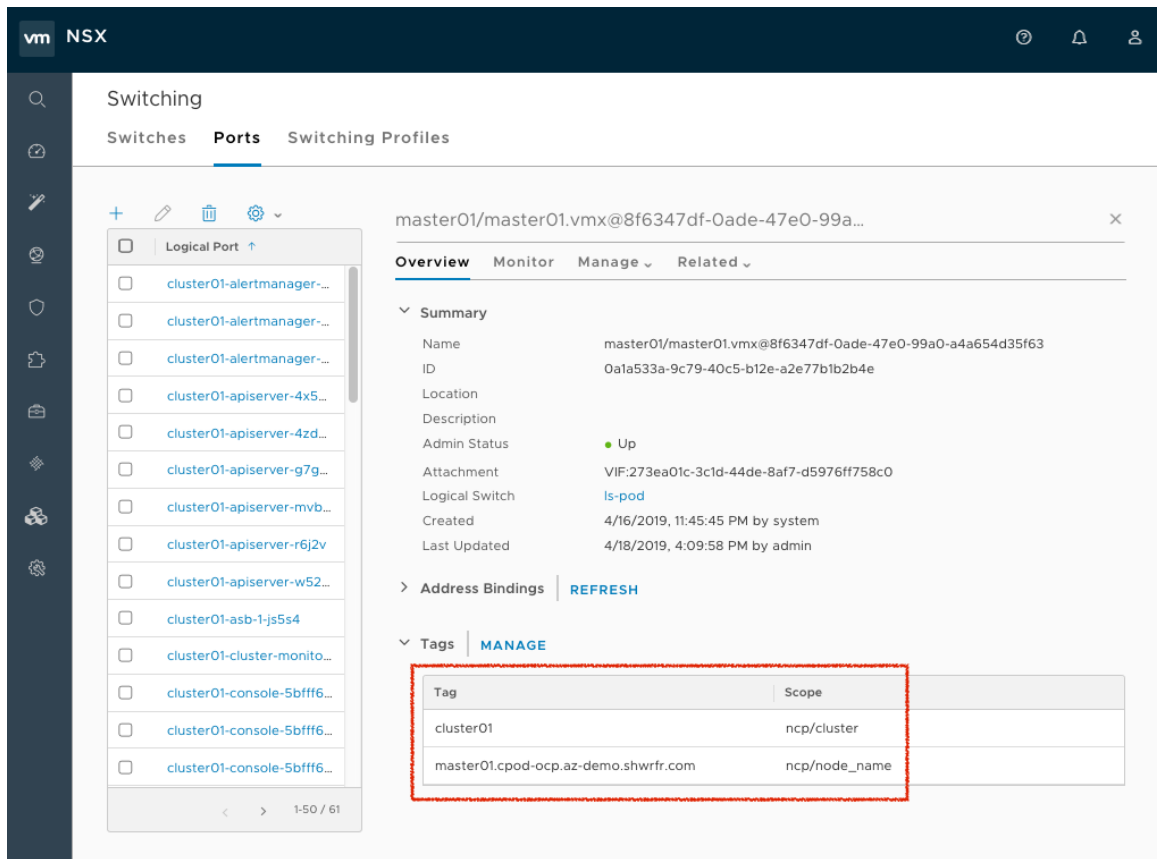 vm NSX
Switching
Switches Ports Switching Profiles
Logical Port
cluster01-alertmanager-...
cluster01-alertmanager-...
cluster01-alertmanager-...
cluster01-apiserver-4x5...
cluster01-apiserver-4zd...
cluster01-apiserver-g7g...
cluster01-apiserver-mvb...
cluster01-apiserver-r6j2v
cluster01-apiserver-w52...
cluster01-asb-1-js5s4
cluster01-cluster-monito...
cluster01-console-5bfff6...
cluster01-console-5bfff6...
cluster01-console-5bfff6...
1-50 / 61
master01/master01.vmx@8f6347df-0ade-47e0-99a...
Overview Monitor Manage Related
Summary
Name master01/master01.vmx@8f6347df-0ade-47e0-99a0-a4a654d35f63
ID 0a1a533a-9c79-40c5-b12e-a2e77b1b2b4e
Location
Description
Admin Status Up
Attachment VIF:273ea01c-3c1d-44de-8af7-d5976ff758c0
Logical Switch ls-pod
Created 4/16/2019, 11:45:45 PM by system
Last Updated 4/18/2019, 4:09:58 PM by admin
Address Bindings REFRESH
Tags MANAGE
Tag Scope
cluster01 ncp/cluster
master01.cpod-ocp.az-demo.shwrfr.com ncp/node_name